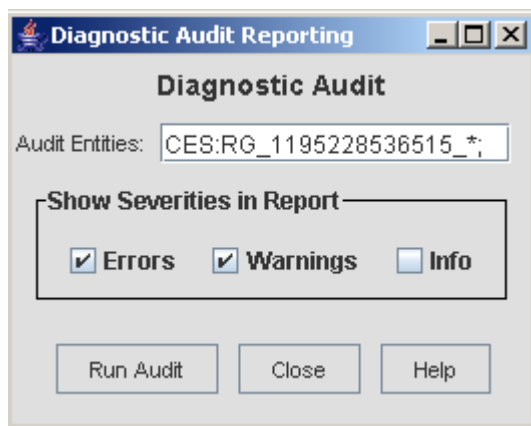 Diagnostic Audit Reporting
Diagnostic Audit
Audit Entities: CES:RG_1195228536515_*;
Show Severities in Report
Errors Warnings Info
Run Audit Close Help